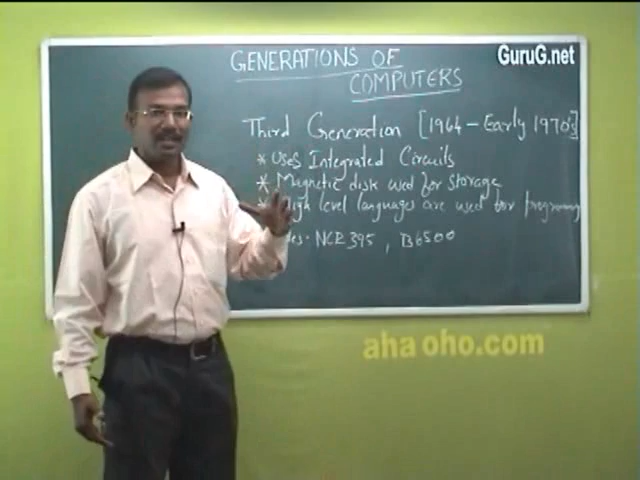 GENERATIONS OF
COMPUTERS
GuruG.net
Third Generation [1964 – Early 1970's]
* Uses Integrated Circuits
* Magnetic disk used for storage
* High level languages are used for programming
NCR 395, B6500
aha oho.com